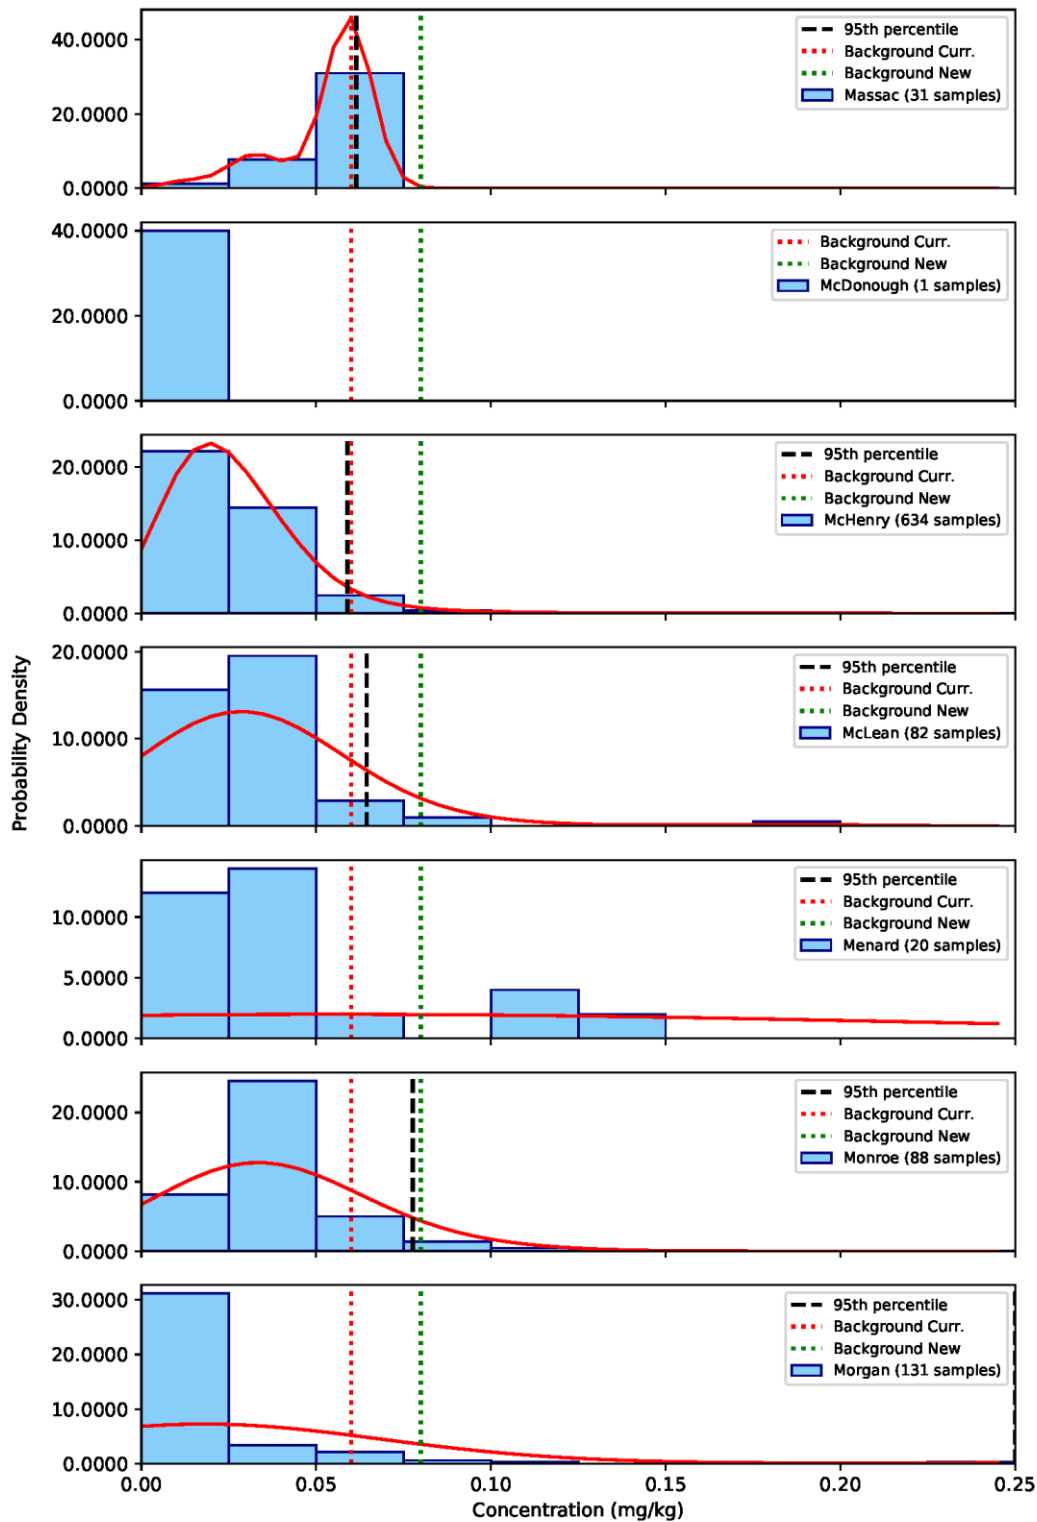 40.0000
20.0000
0.0000
95th percentile
Background Curr.
Background New
Massac (31 samples)
40.0000
20.0000
0.0000
Background Curr.
Background New
McDonough (1 samples)
20.0000
10.0000
0.0000
95th percentile
Background Curr.
Background New
McHenry (634 samples)
Probability Density
20.0000
10.0000
0.0000
95th percentile
Background Curr.
Background New
McLean (82 samples)
10.0000
5.0000
0.0000
95th percentile
Background Curr.
Background New
Menard (20 samples)
20.0000
10.0000
0.0000
95th percentile
Background Curr.
Background New
Monroe (88 samples)
30.0000
20.0000
10.0000
0.0000
95th percentile
Background Curr.
Background New
Morgan (131 samples)
0.00 0.05 0.10 0.15 0.20 0.25
Concentration (mg/kg)